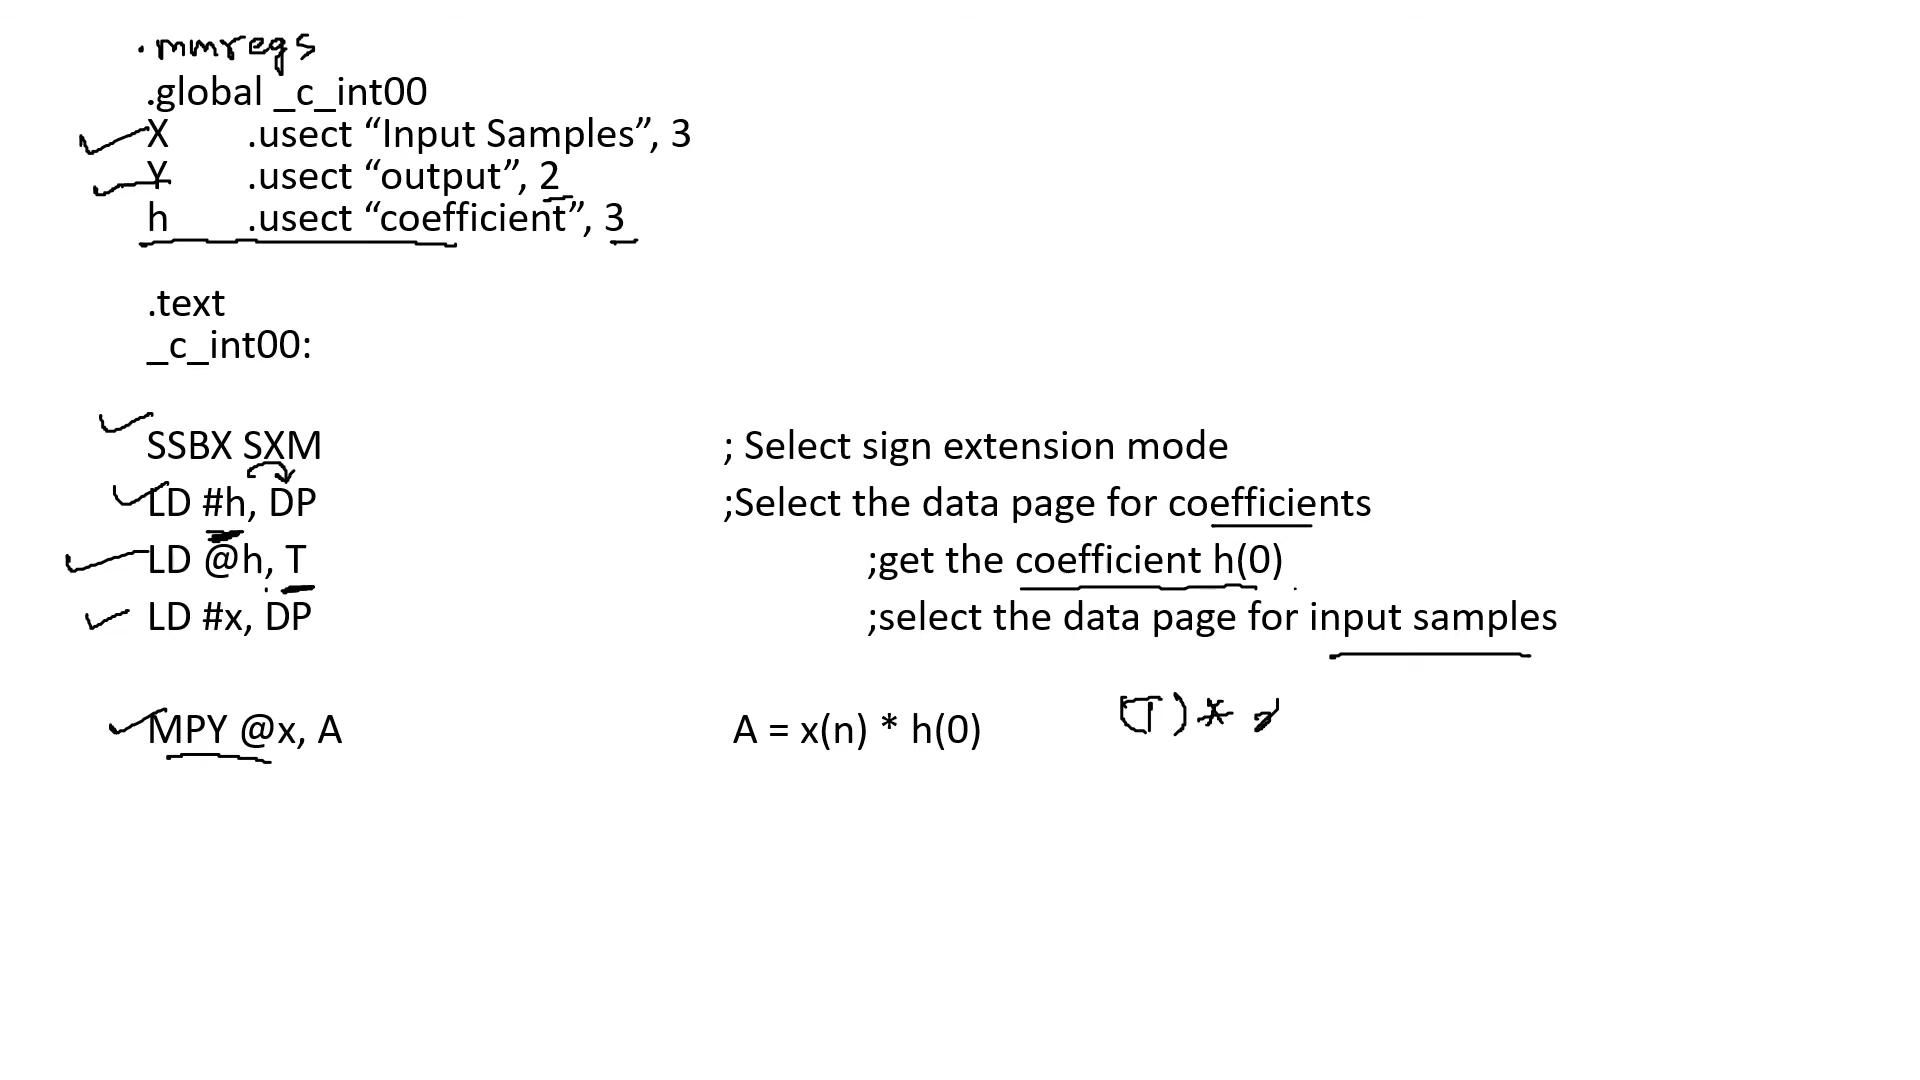 .mmregs
.global _c_int00
X .usect “Input Samples”, 3
Y .usect “output”, 2
h .usect “coefficient”, 3
.text
_c_int00:
SSBX SXM ; Select sign extension mode
LD #h, DP ;Select the data page for coefficients
LD @h, T ;get the coefficient h(0)
LD #x, DP ;select the data page for input samples
MPY @x, A A = x(n) * h(0) (T) *